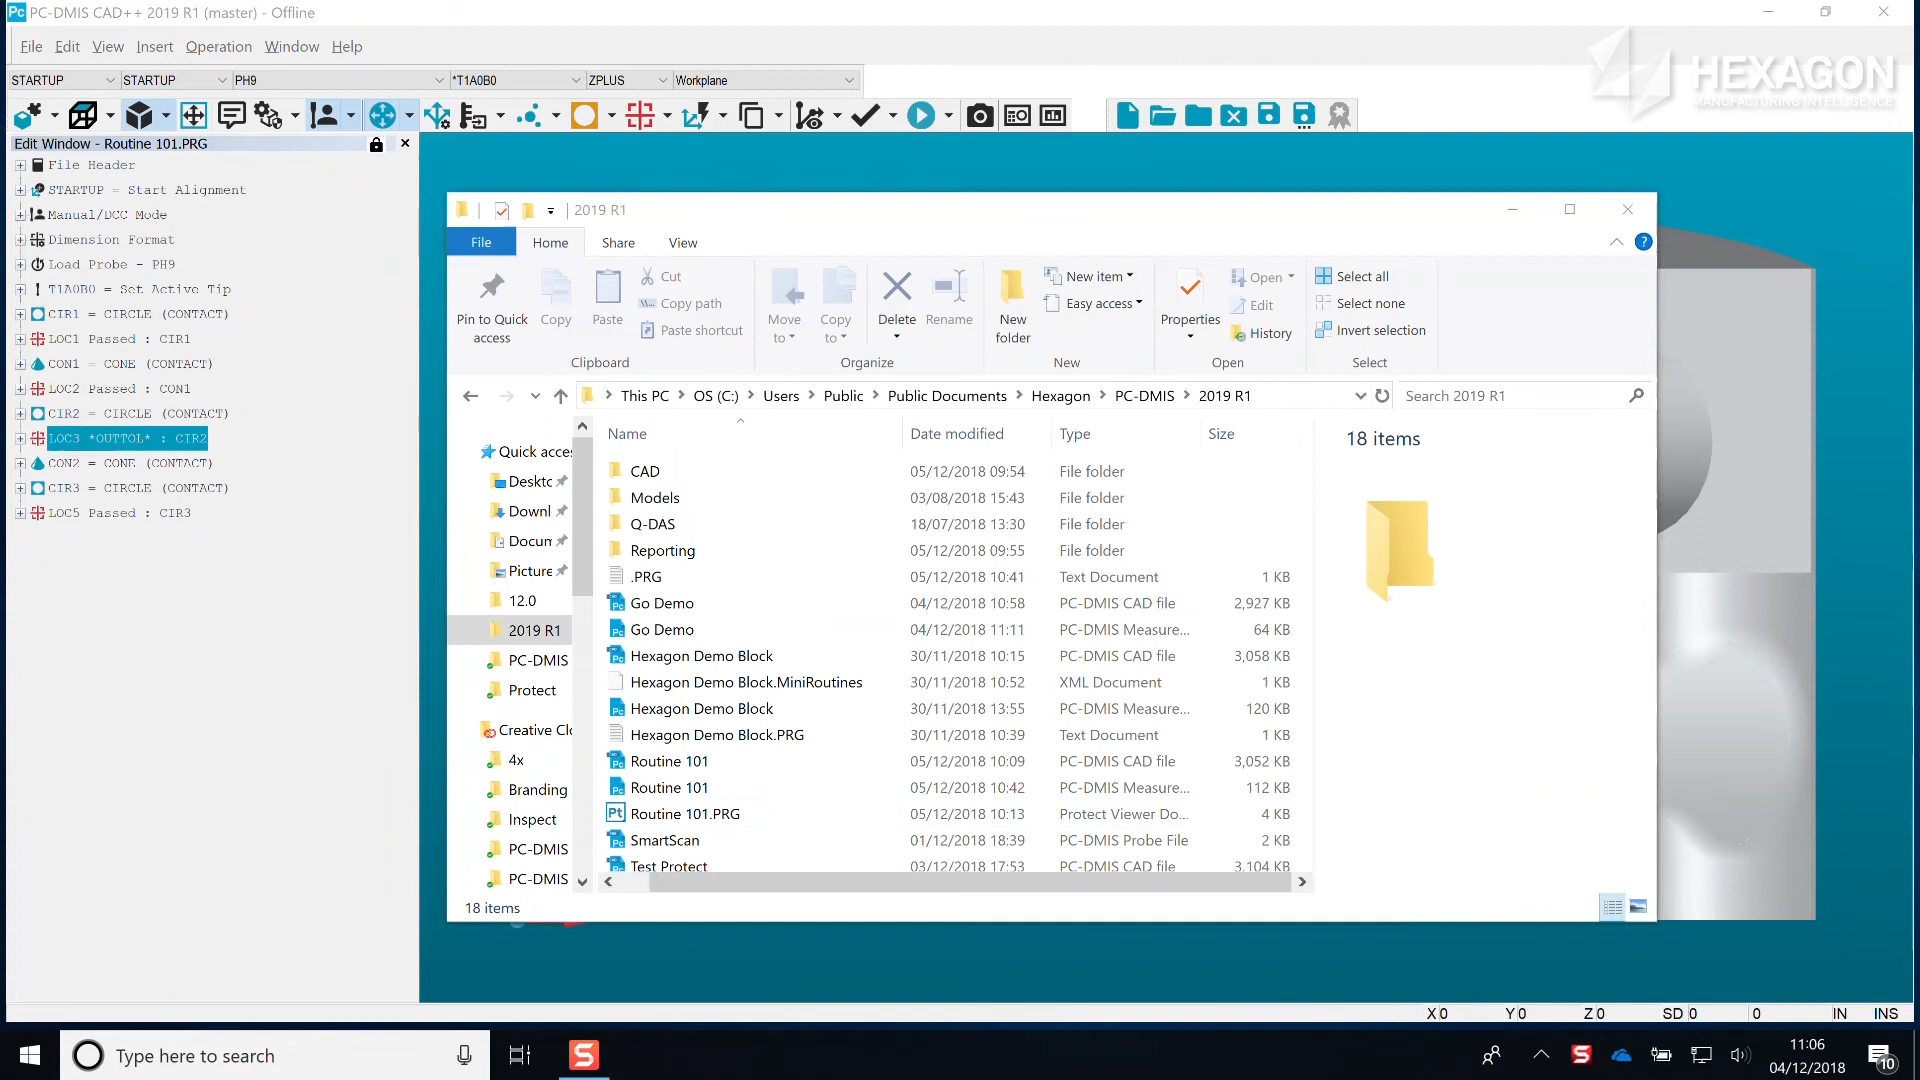 PC-DMIS CAD++ 2019 R1 (master) - Offline
File Edit View Insert Operation Window Help
STARTUP STARTUP PH9 *T1A0B0 ZPLUS Workplane
HEXAGON
MANUFACTURING INTELLIGENCE
Edit Window - Routine 101.PRG
File Header
STARTUP = Start Alignment
Manual/DCC Mode
Dimension Format
Load Probe - PH9
T1A0B0 = Set Active Tip
CIR1 = CIRCLE (CONTACT)
LOC1 Passed : CIR1
CON1 = CONE (CONTACT)
LOC2 Passed : CON1
CIR2 = CIRCLE (CONTACT)
LOC3 *OUTTOL* : CIR2
CON2 = CONE (CONTACT)
CIR3 = CIRCLE (CONTACT)
LOC5 Passed : CIR3
2019 R1
File Home Share View
Pin to Quick access
Copy
Paste
Cut
Copy path
Paste shortcut
Clipboard
Move to
Copy to
Delete
Rename
Organize
New folder
New item
Easy access
New
Properties
Open
Edit
History
Open
Select all
Select none
Invert selection
Select
This PC OS (C:) Users Public Public Documents Hexagon PC-DMIS 2019 R1
Search 2019 R1
Quick acces
Deskto
Downl
Docum
Picture
12.0
2019 R1
PC-DMIS
Protect
Creative Clo
4x
Branding
Inspect
PC-DMIS
PC-DMIS
Name Date modified Type Size
CAD 05/12/2018 09:54 File folder
Models 03/08/2018 15:43 File folder
Q-DAS 18/07/2018 13:30 File folder
Reporting 05/12/2018 09:55 File folder
.PRG 05/12/2018 10:41 Text Document 1 KB
Go Demo 04/12/2018 10:58 PC-DMIS CAD file 2,927 KB
Go Demo 04/12/2018 11:11 PC-DMIS Measure... 64 KB
Hexagon Demo Block 30/11/2018 10:15 PC-DMIS CAD file 3,058 KB
Hexagon Demo Block.MiniRoutines 30/11/2018 10:52 XML Document 1 KB
Hexagon Demo Block 30/11/2018 13:55 PC-DMIS Measure... 120 KB
Hexagon Demo Block.PRG 30/11/2018 10:39 Text Document 1 KB
Routine 101 05/12/2018 10:09 PC-DMIS CAD file 3,052 KB
Routine 101 05/12/2018 10:42 PC-DMIS Measure... 112 KB
Routine 101.PRG 05/12/2018 10:13 Protect Viewer Do... 4 KB
SmartScan 01/12/2018 18:39 PC-DMIS Probe File 2 KB
Test Protect 03/12/2018 17:53 PC-DMIS CAD file 3,104 KB
18 items
18 items
X 0 Y 0 Z 0 SD 0 0 IN INS
Type here to search
11:06
04/12/2018
10